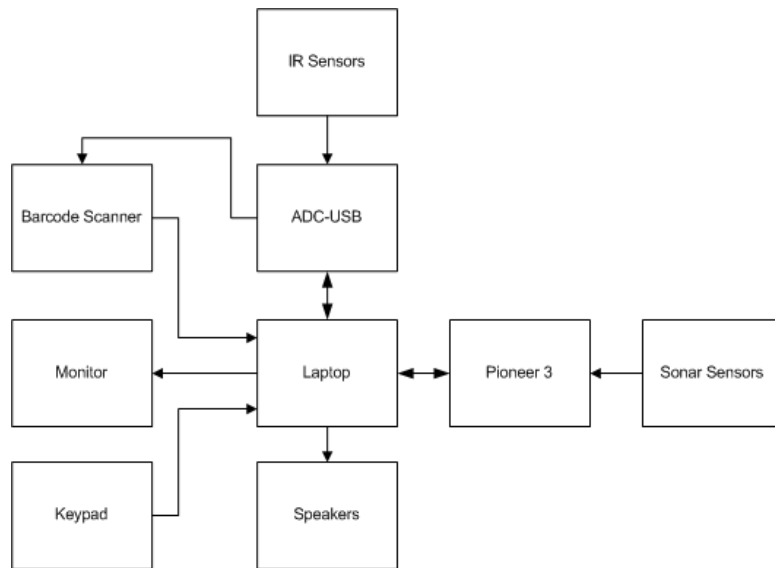 IR Sensors
Barcode Scanner
ADC-USB
Monitor
Laptop
Pioneer 3
Sonar Sensors
Keypad
Speakers